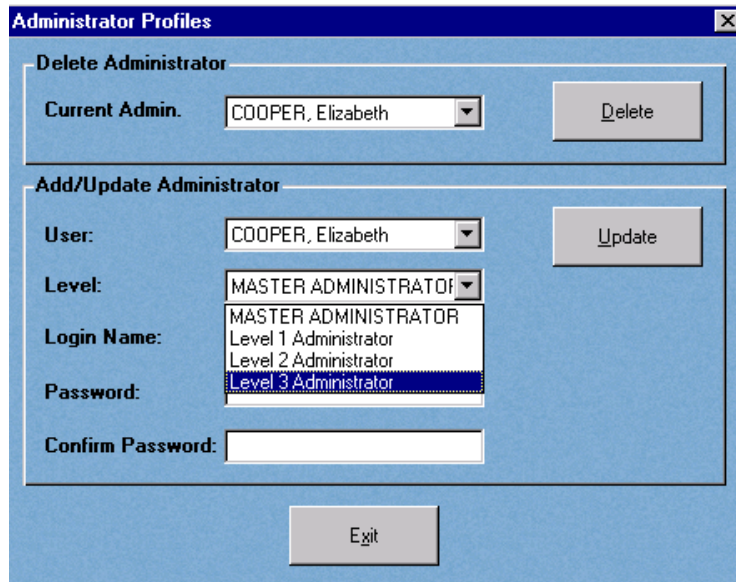 Administrator Profiles
Delete Administrator
Current Admin. COOPER, Elizabeth Delete
Add/Update Administrator
User: COOPER, Elizabeth Update
Level: MASTER ADMINISTRATOR
MASTER ADMINISTRATOR
Login Name: Level 1 Administrator
Level 2 Administrator
Password: Level 3 Administrator
Confirm Password:
Exit